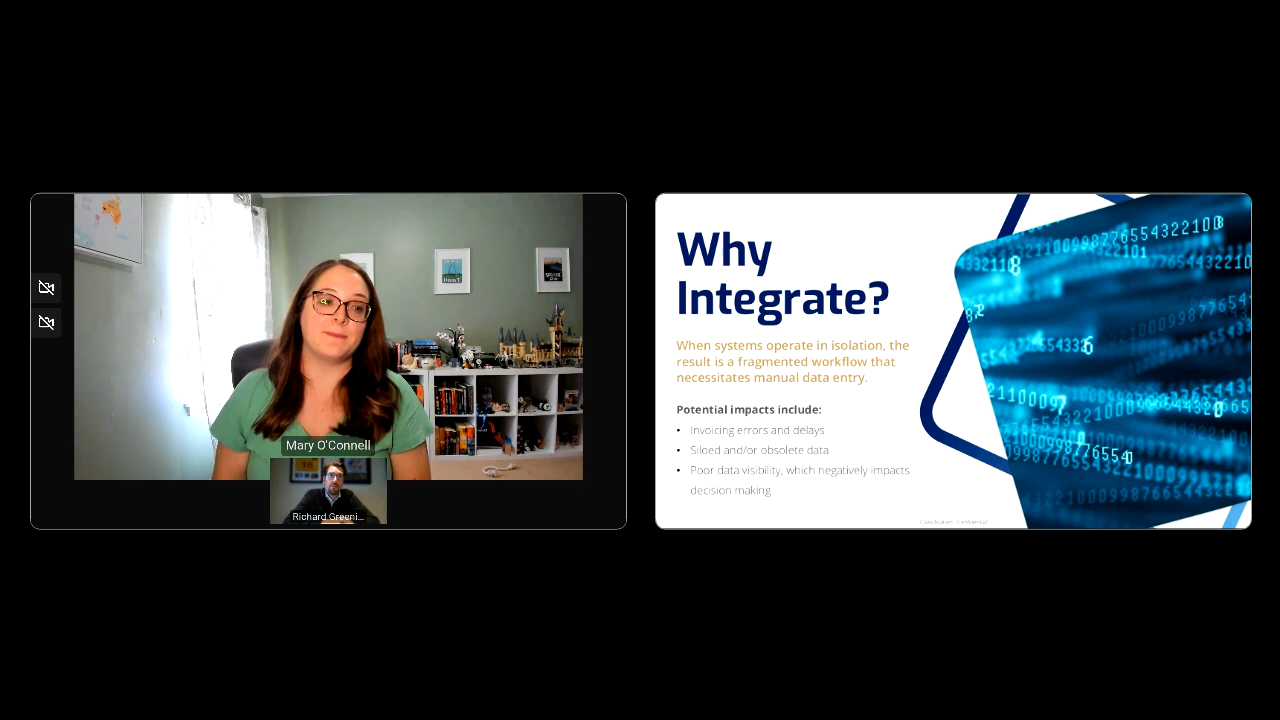 Mary O'Connell
Richard Greeni...
Why
Integrate?
When systems operate in isolation, the
result is a fragmented workflow that
necessitates manual data entry.
Potential impacts include:
• Invoicing errors and delays
• Siloed and/or obsolete data
• Poor data visibility, which negatively impacts
decision making